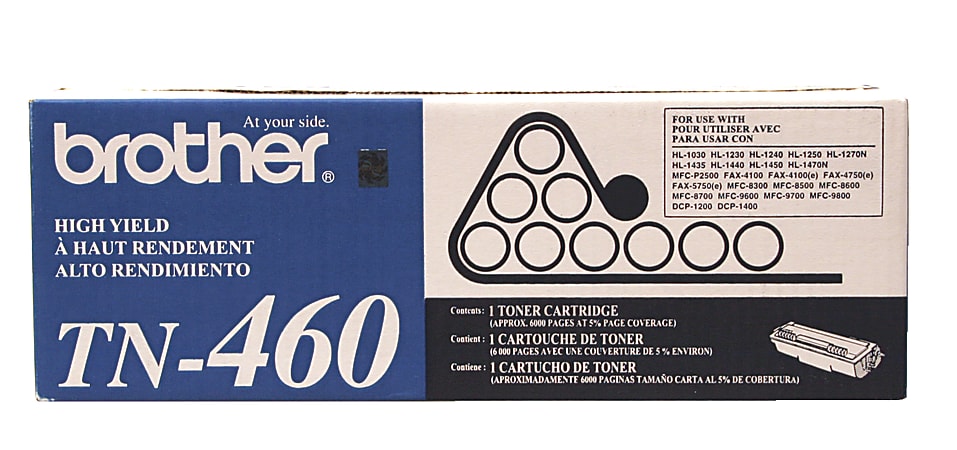 At your side.
brother®
HIGH YIELD
À HAUT RENDEMENT
ALTO RENDIMIENTO
TN-460
FOR USE WITH
POUR UTILISER AVEC
PARA USAR CON
HL-1030 HL-1230 HL-1240 HL-1250 HL-1270N
HL-1435 HL-1440 HL-1450 HL-1470N
MFC-P2500 FAX-4100 FAX-4100(e) FAX-4750(e)
FAX-5750(e) MFC-8300 MFC-8500 MFC-8600
MFC-8700 MFC-9600 MFC-9700 MFC-9800
DCP-1200 DCP-1400
Contents: 1 TONER CARTRIDGE
(APPROX. 6000 PAGES AT 5% PAGE COVERAGE)
Contient : 1 CARTOUCHE DE TONER
(6 000 PAGES AVEC UNE COUVERTURE DE 5 % ENVIRON)
Contiene : 1 CARTUCHO DE TONER
(APROXIMADAMENTE 6000 PAGINAS TAMAÑO CARTA AL 5% DE COBERTURA)